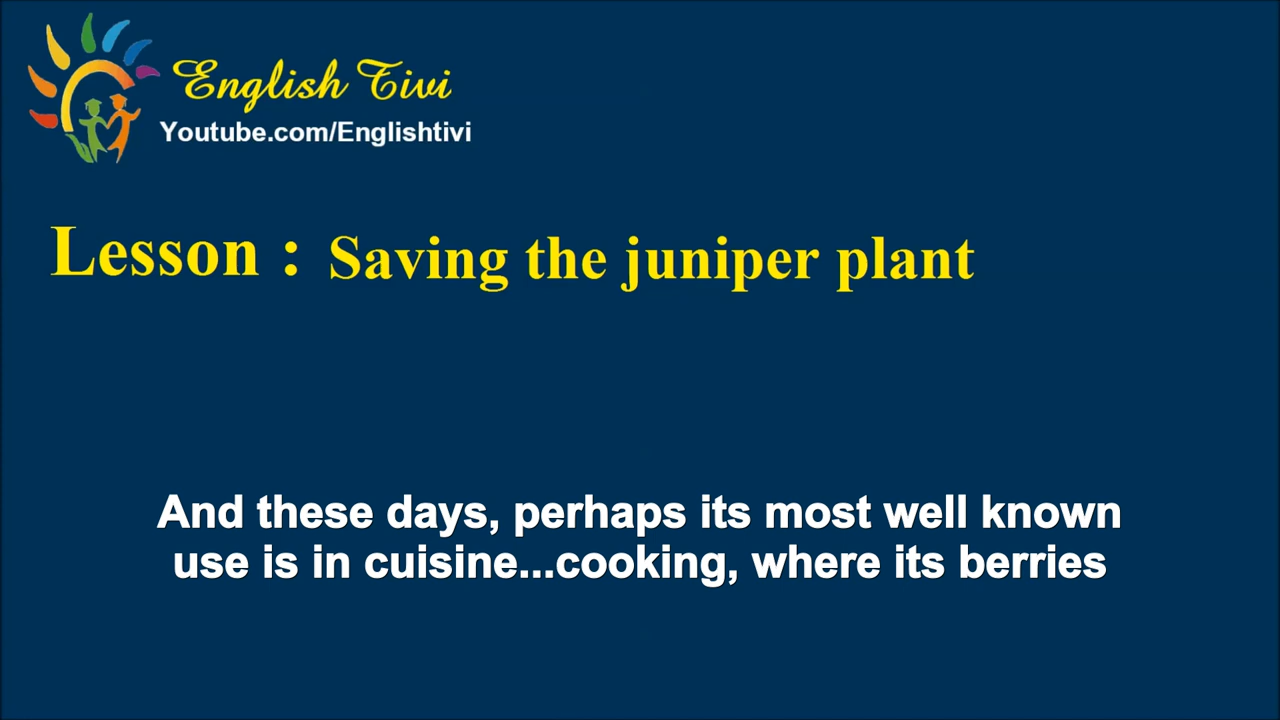 English Tivi
Youtube.com/Englishtivi
Lesson : Saving the juniper plant
And these days, perhaps its most well known
use is in cuisine...cooking, where its berries